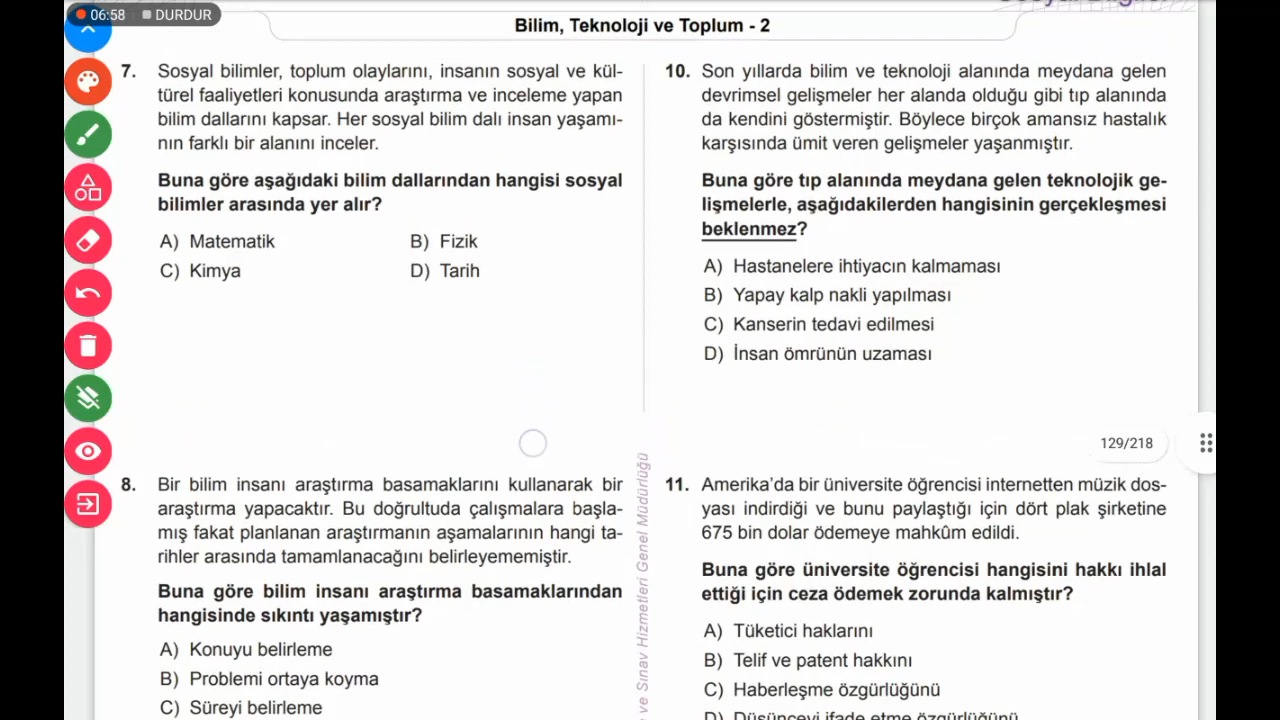 06:58 DURDUR
Bilim, Teknoloji ve Toplum - 2
7. Sosyal bilimler, toplum olaylarını, insanın sosyal ve kül-
türel faaliyetleri konusunda araştırma ve inceleme yapan
bilim dallarını kapsar. Her sosyal bilim dalı insan yaşamı-
nın farklı bir alanını inceler.
Buna göre aşağıdaki bilim dallarından hangisi sosyal
bilimler arasında yer alır?
A) Matematik B) Fizik
C) Kimya D) Tarih
8. Bir bilim insanı araştırma basamaklarını kullanarak bir
araştırma yapacaktır. Bu doğrultuda çalışmalara başla-
mış fakat planlanan araştırmanın aşamalarının hangi ta-
rihler arasında tamamlanacağını belirleyememiştir.
Buna göre bilim insanı araştırma basamaklarından
hangisinde sıkıntı yaşamıştır?
A) Konuyu belirleme
B) Problemi ortaya koyma
C) Süreyi belirleme
ve Sınav Hizmetleri Genel Müdürlüğü
10. Son yıllarda bilim ve teknoloji alanında meydana gelen
devrimsel gelişmeler her alanda olduğu gibi tıp alanında
da kendini göstermiştir. Böylece birçok amansız hastalık
karşısında ümit veren gelişmeler yaşanmıştır.
Buna göre tıp alanında meydana gelen teknolojik ge-
lişmelerle, aşağıdakilerden hangisinin gerçekleşmesi
beklenmez?
A) Hastanelere ihtiyacın kalmaması
B) Yapay kalp nakli yapılması
C) Kanserin tedavi edilmesi
D) İnsan ömrünün uzaması
129/218
11. Amerika'da bir üniversite öğrencisi internetten müzik dos-
yası indirdiği ve bunu paylaştığı için dört plak şirketine
675 bin dolar ödemeye mahkûm edildi.
Buna göre üniversite öğrencisi hangisini hakkı ihlal
ettiği için ceza ödemek zorunda kalmıştır?
A) Tüketici haklarını
B) Telif ve patent hakkını
C) Haberleşme özgürlüğünü
D) Düşünceyi ifade etme özgürlüğünü